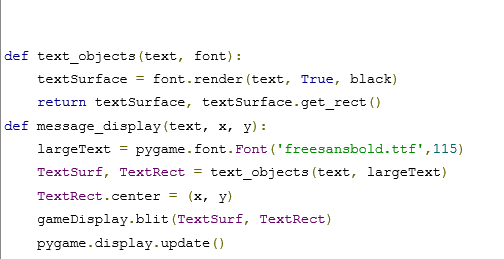 def text_objects(text, font):
    textSurface = font.render(text, True, black)
    return textSurface, textSurface.get_rect()
def message_display(text, x, y):
    largeText = pygame.font.Font('freesansbold.ttf',115)
    TextSurf, TextRect = text_objects(text, largeText)
    TextRect.center = (x, y)
    gameDisplay.blit(TextSurf, TextRect)
    pygame.display.update()